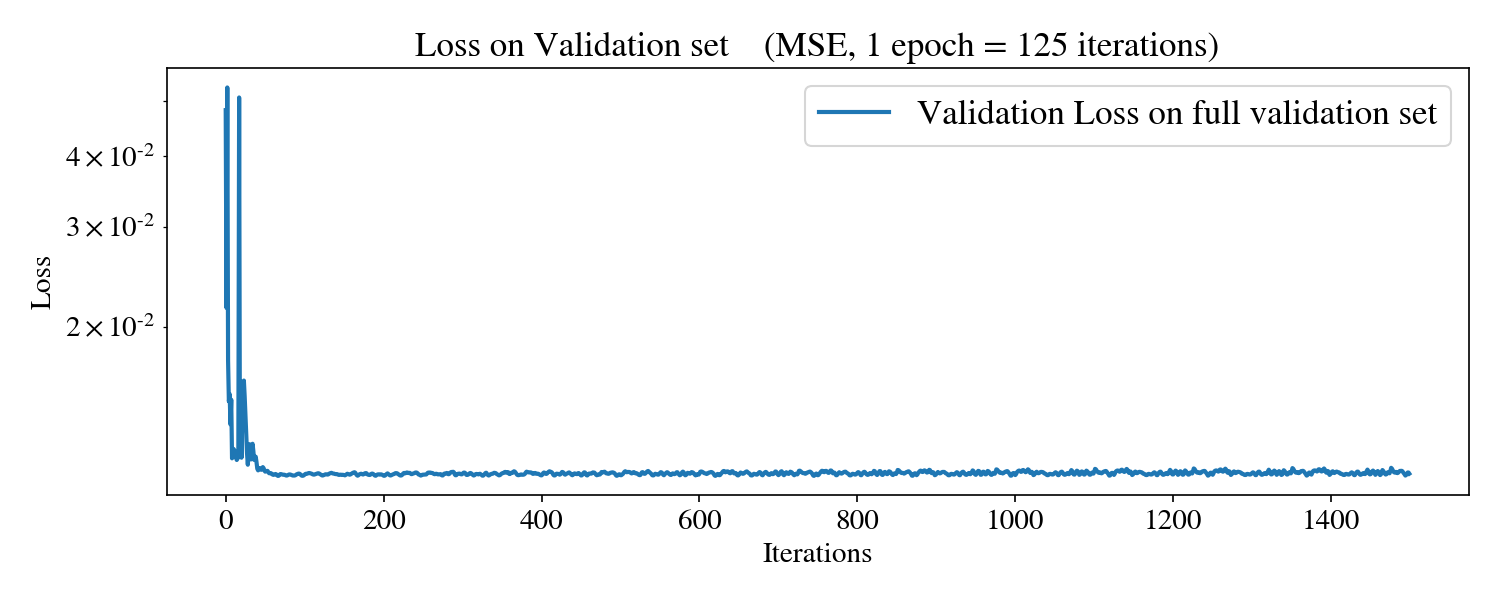 Loss on Validation set (MSE, 1 epoch = 125 iterations)
Validation Loss on full validation set
4×10-2
3×10-2
2×10-2
Loss
0 200 400 600 800 1000 1200 1400
Iterations